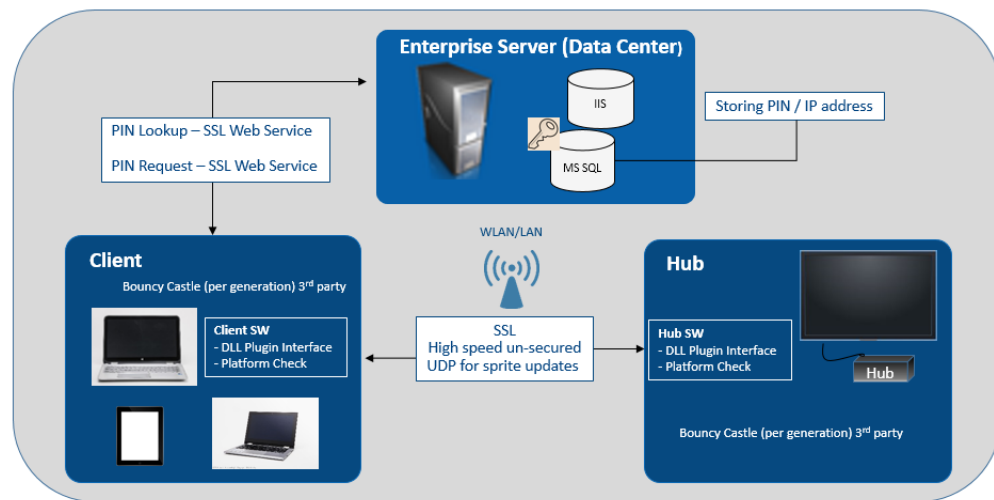 Enterprise Server (Data Center)
IIS
MS SQL
Storing PIN / IP address
PIN Lookup – SSL Web Service
PIN Request – SSL Web Service
WLAN/LAN
Client
Bouncy Castle (per generation) 3rd party
Client SW
- DLL Plugin Interface
- Platform Check
SSL
High speed un-secured
UDP for sprite updates
Hub
Hub SW
- DLL Plugin Interface
- Platform Check
Hub
Bouncy Castle (per generation) 3rd party